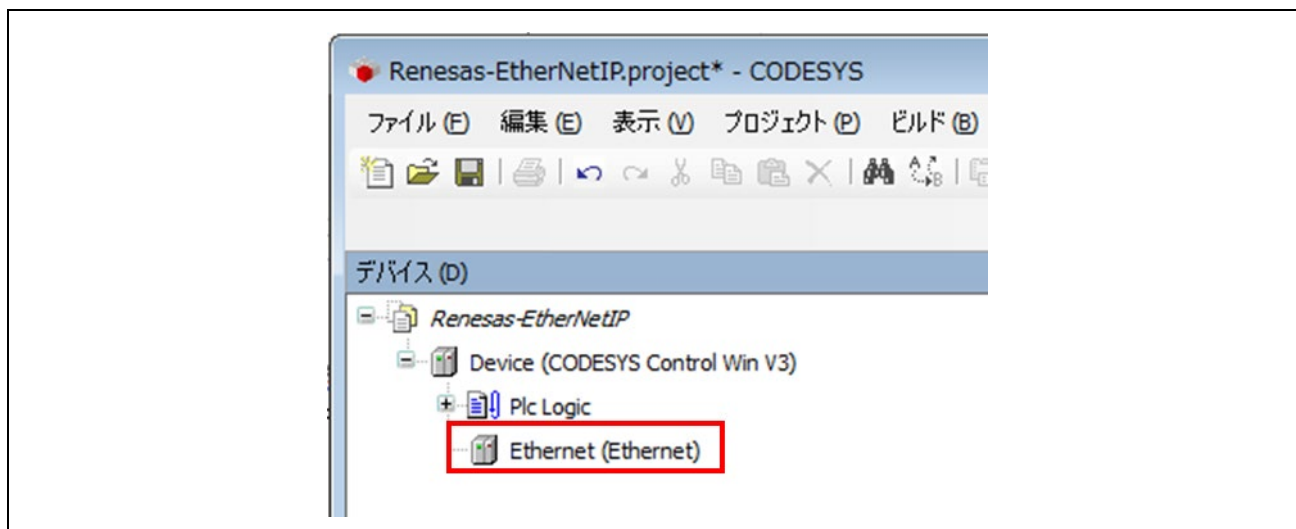 Renesas-EtherNetIP.project* - CODESYS
ファイル (F) 編集 (E) 表示 (V) プロジェクト (P) ビルド (B)
デバイス (D)
Renesas-EtherNetIP
Device (CODESYS Control Win V3)
Plc Logic
Ethernet (Ethernet)